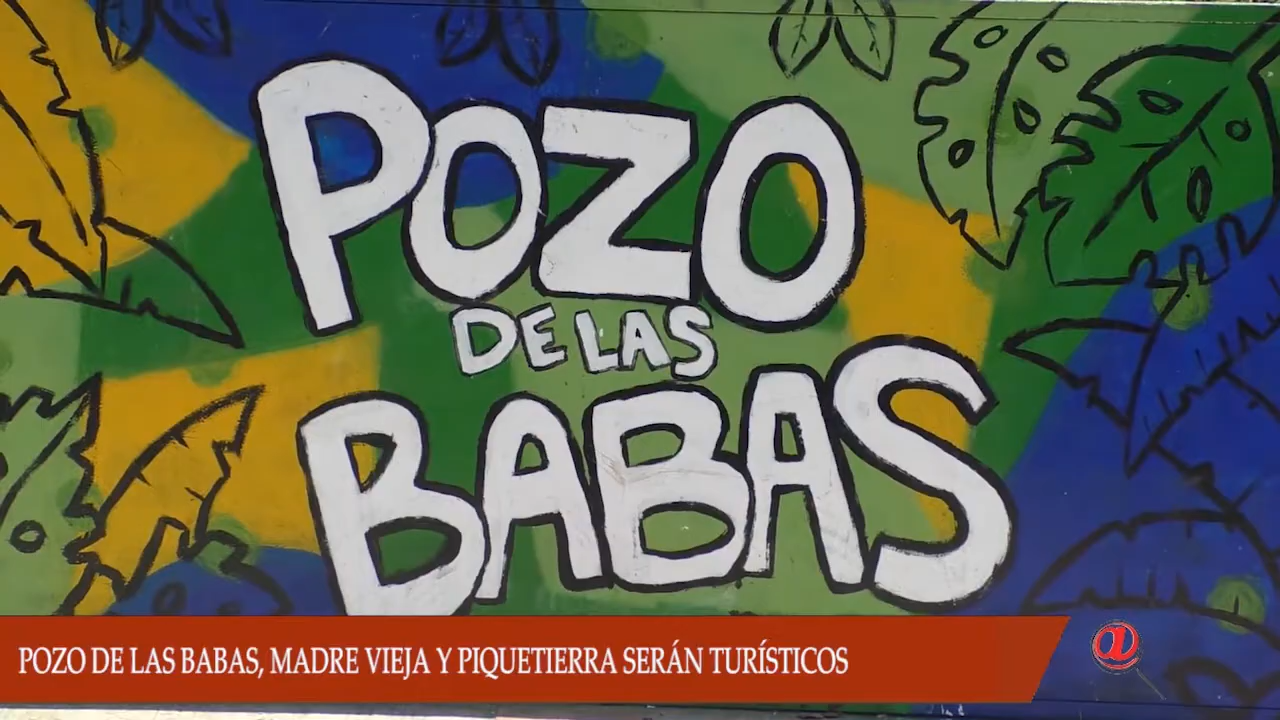 POZO
DE LAS
BABAS
POZO DE LAS BABAS, MADRE VIEJA Y PIQUETIERRA SERÁN TURÍSTICOS
@